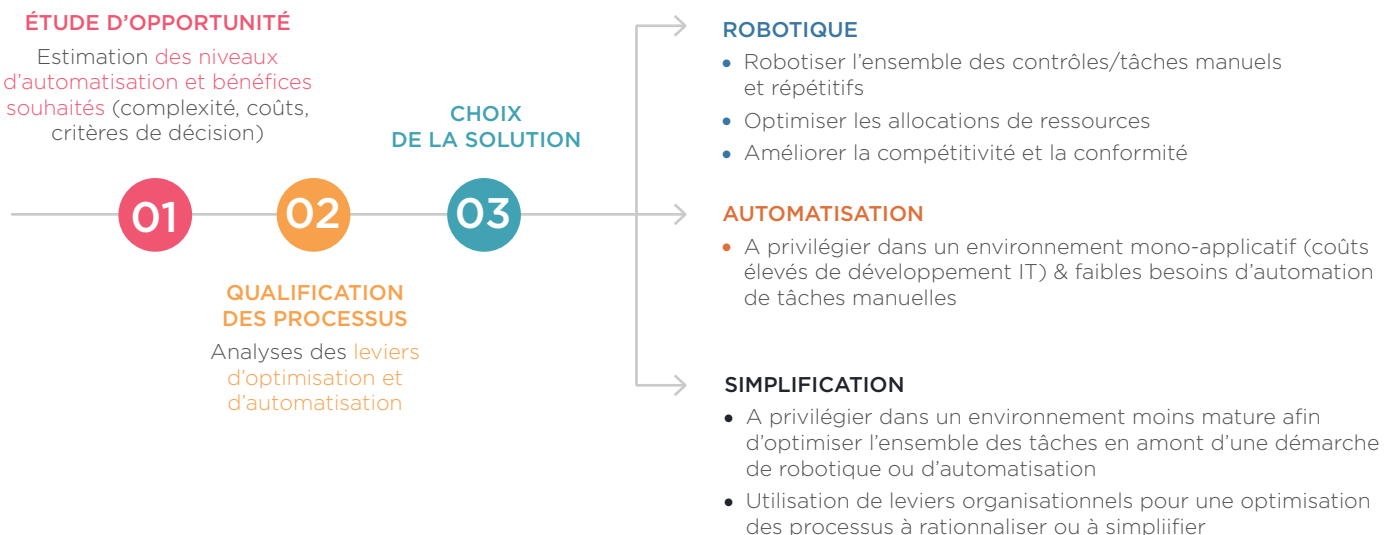 ÉTUDE D’OPPORTUNITÉ
Estimation des niveaux
d’automatisation et bénéfices
souhaités (complexité, coûts,
critères de décision)
01
02
QUALIFICATION
DES PROCESSUS
Analyses des leviers
d’optimisation et
d’automatisation
CHOIX
DE LA SOLUTION
03
ROBOTIQUE
• Robotiser l’ensemble des contrôles/tâches manuels
et répétitifs
• Optimiser les allocations de ressources
• Améliorer la compétitivité et la conformité
AUTOMATISATION
• A privilégier dans un environnement mono-applicatif (coûts
élevés de développement IT) & faibles besoins d’automation
de tâches manuelles
SIMPLIFICATION
• A privilégier dans un environnement moins mature afin
d’optimiser l’ensemble des tâches en amont d’une démarche
de robotique ou d’automatisation
• Utilisation de leviers organisationnels pour une optimisation
des processus à rationnaliser ou à simpliifier